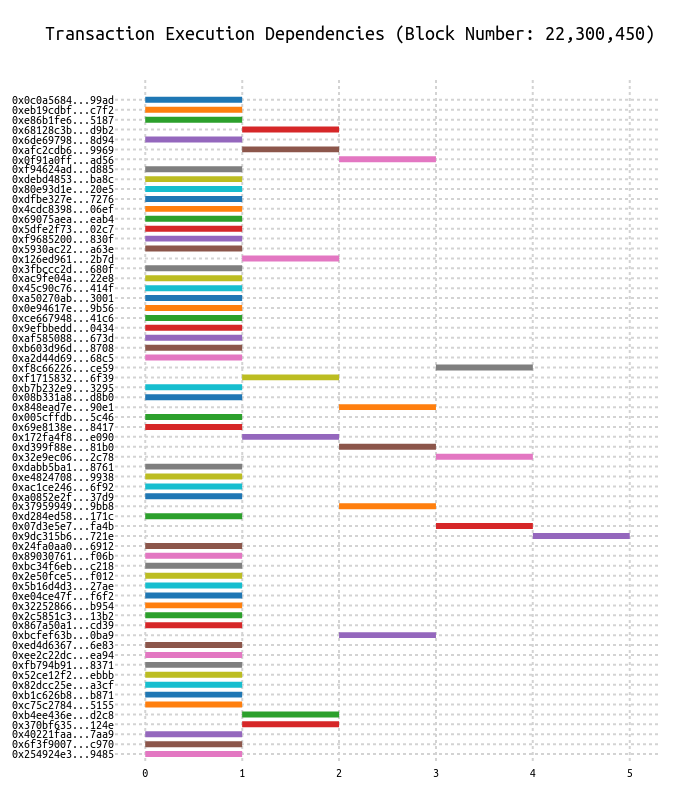 Transaction Execution Dependencies (Block Number: 22,300,450)
0x0c0a5684...99ad
0xeb19cdbf...c7f2
0xe86b1fe6...5187
0x68128c3b...d9b2
0x6de69798...8d94
0xafc2cdb6...9969
0x0f91a0ff...ad56
0xf94624ad...d885
0xdebd4853...ba8c
0x80e93d1e...20e5
0xdfbe327e...7276
0x4cdc8398...06ef
0x69075aea...eab4
0x5dfe2f73...02c7
0xf9685200...830f
0x5930ac22...a63e
0x126ed961...2b7d
0x3fbccc2d...680f
0xac9fe04a...22e8
0x45c90c76...414f
0xa50270ab...3001
0x0e94617e...9b56
0xce667948...41c6
0x9efbbedd...0434
0xaf585088...673d
0xb603d96d...8708
0xa2d44d69...68c5
0xf8c66226...ce59
0xf1715832...6f39
0xb7b232e9...3295
0x08b331a8...d8b0
0x848ead7e...90e1
0x005cffdb...5c46
0x69e8138e...8417
0x172fa4f8...e090
0xd399f88e...81b0
0x32e9ec06...2c78
0xdabb5ba1...8761
0xe4824708...9938
0xac1ce246...6f92
0xa0852e2f...37d9
0x37959949...9bb8
0xd284ed58...171c
0x07d3e5e7...fa4b
0x9dc315b6...721e
0x24fa0aa0...6912
0x89030761...f06b
0xbc34f6eb...c218
0x2e50fce5...f012
0x5b16d4d3...27ae
0xe04ce47f...f6f2
0x32252866...b954
0x2c5851c3...13b2
0x867a50a1...cd39
0xbcfef63b...0ba9
0xed4d6367...6e83
0xee2c22dc...ea94
0xfb794b91...8371
0x52ce12f2...ebbb
0x82dcc25e...a3cf
0xb1c626b8...b871
0xc75c2784...5155
0xb4ee436e...d2c8
0x370bf635...124e
0x40221faa...7aa9
0x6f3f9007...c970
0x254924e3...9485
0 1 2 3 4 5